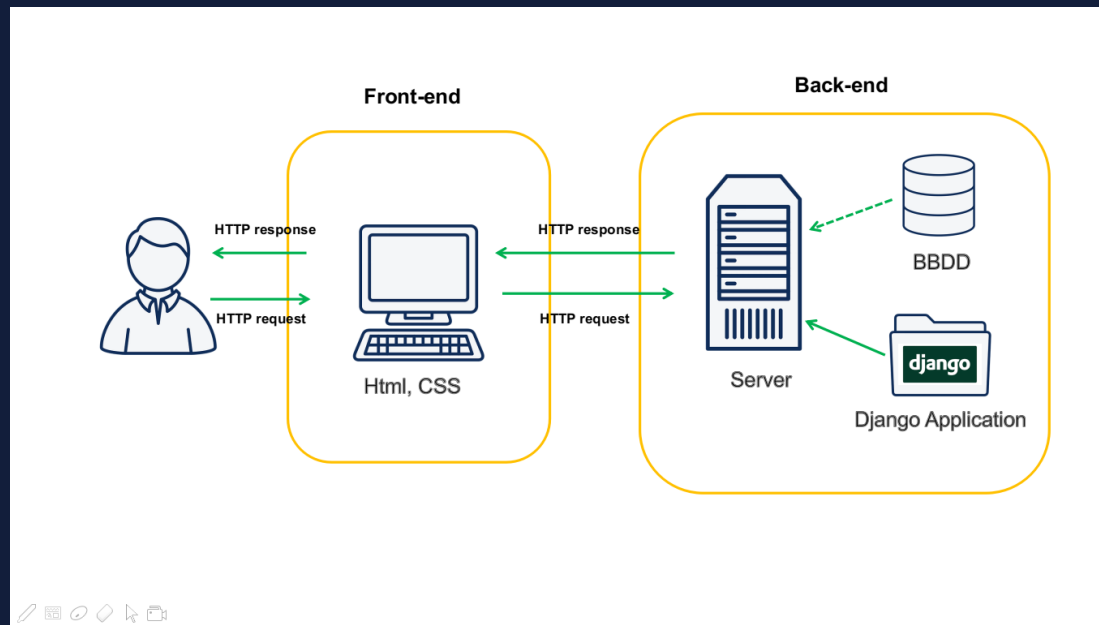 Front-end
Back-end
HTTP response
HTTP response
HTTP request
HTTP request
Html, CSS
Server
BBDD
django
Django Application